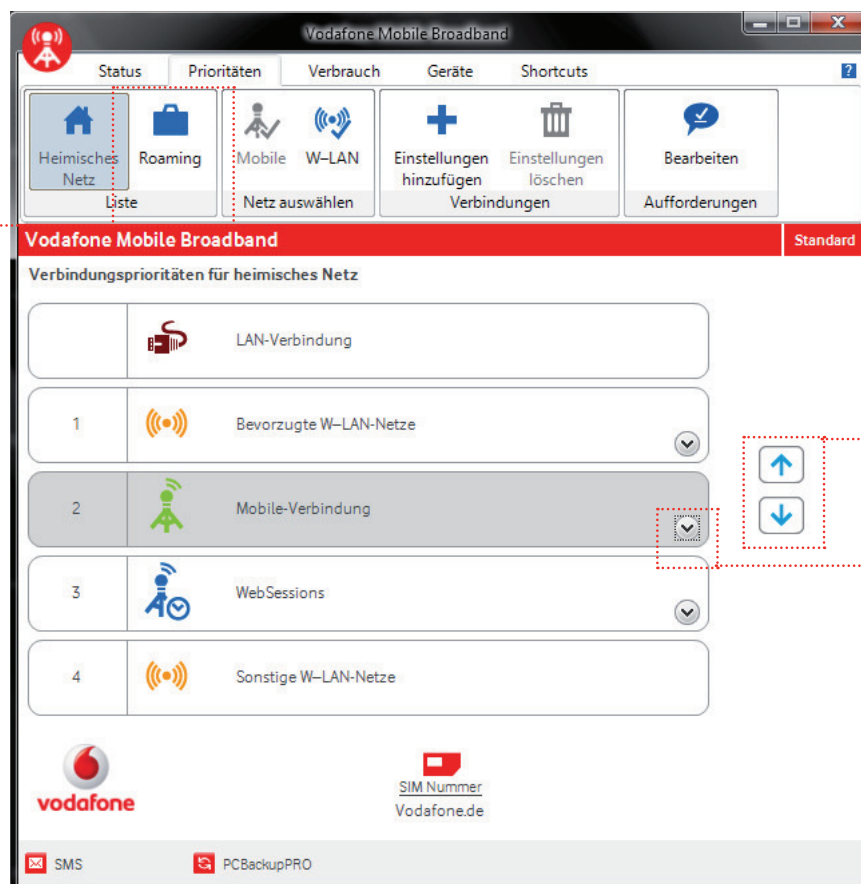 Vodafone Mobile Broadband
Status Prioritäten Verbrauch Geräte Shortcuts ?
Heimisches Netz Roaming Mobile W–LAN Einstellungen hinzufügen Einstellungen löschen Bearbeiten
Liste Netz auswählen Verbindungen Aufforderungen
Vodafone Mobile Broadband Standard
Verbindungsprioritäten für heimisches Netz
LAN-Verbindung
1 Bevorzugte W–LAN-Netze
2 Mobile-Verbindung
3 WebSessions
4 Sonstige W–LAN-Netze
vodafone
SIM Nummer
Vodafone.de
SMS PCBackupPRO